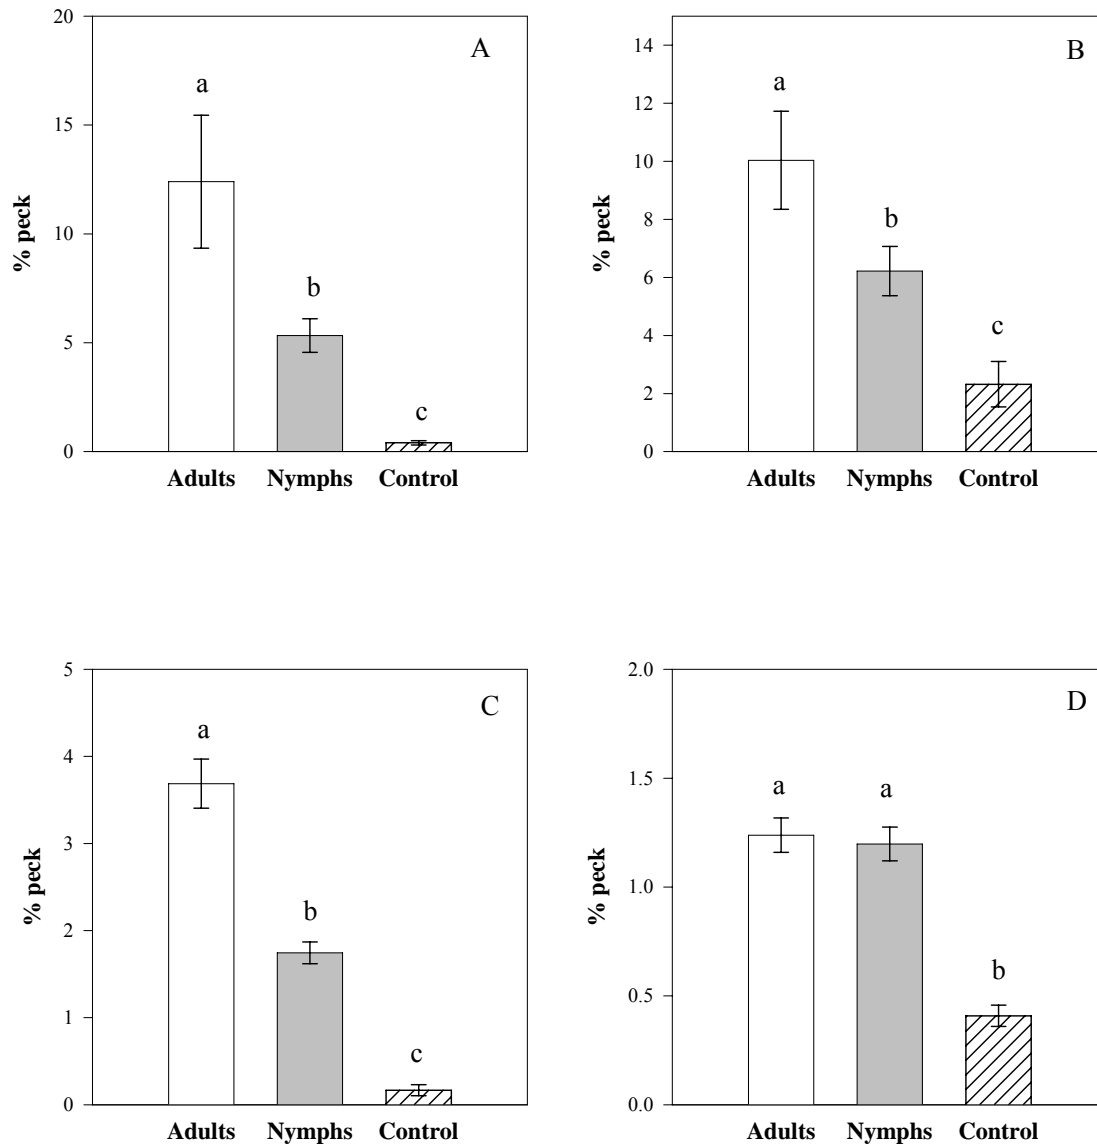 20
A
a
15
% peck
10
b
5
c
0
Adults Nymphs Control
14
B
a
12
10
% peck
b
8
6
c
4
2
0
Adults Nymphs Control
5
C
a
4
3
% peck
b
2
1
c
0
Adults Nymphs Control
2.0
D
1.5
a a
% peck
1.0
b
0.5
0.0
Adults Nymphs Control